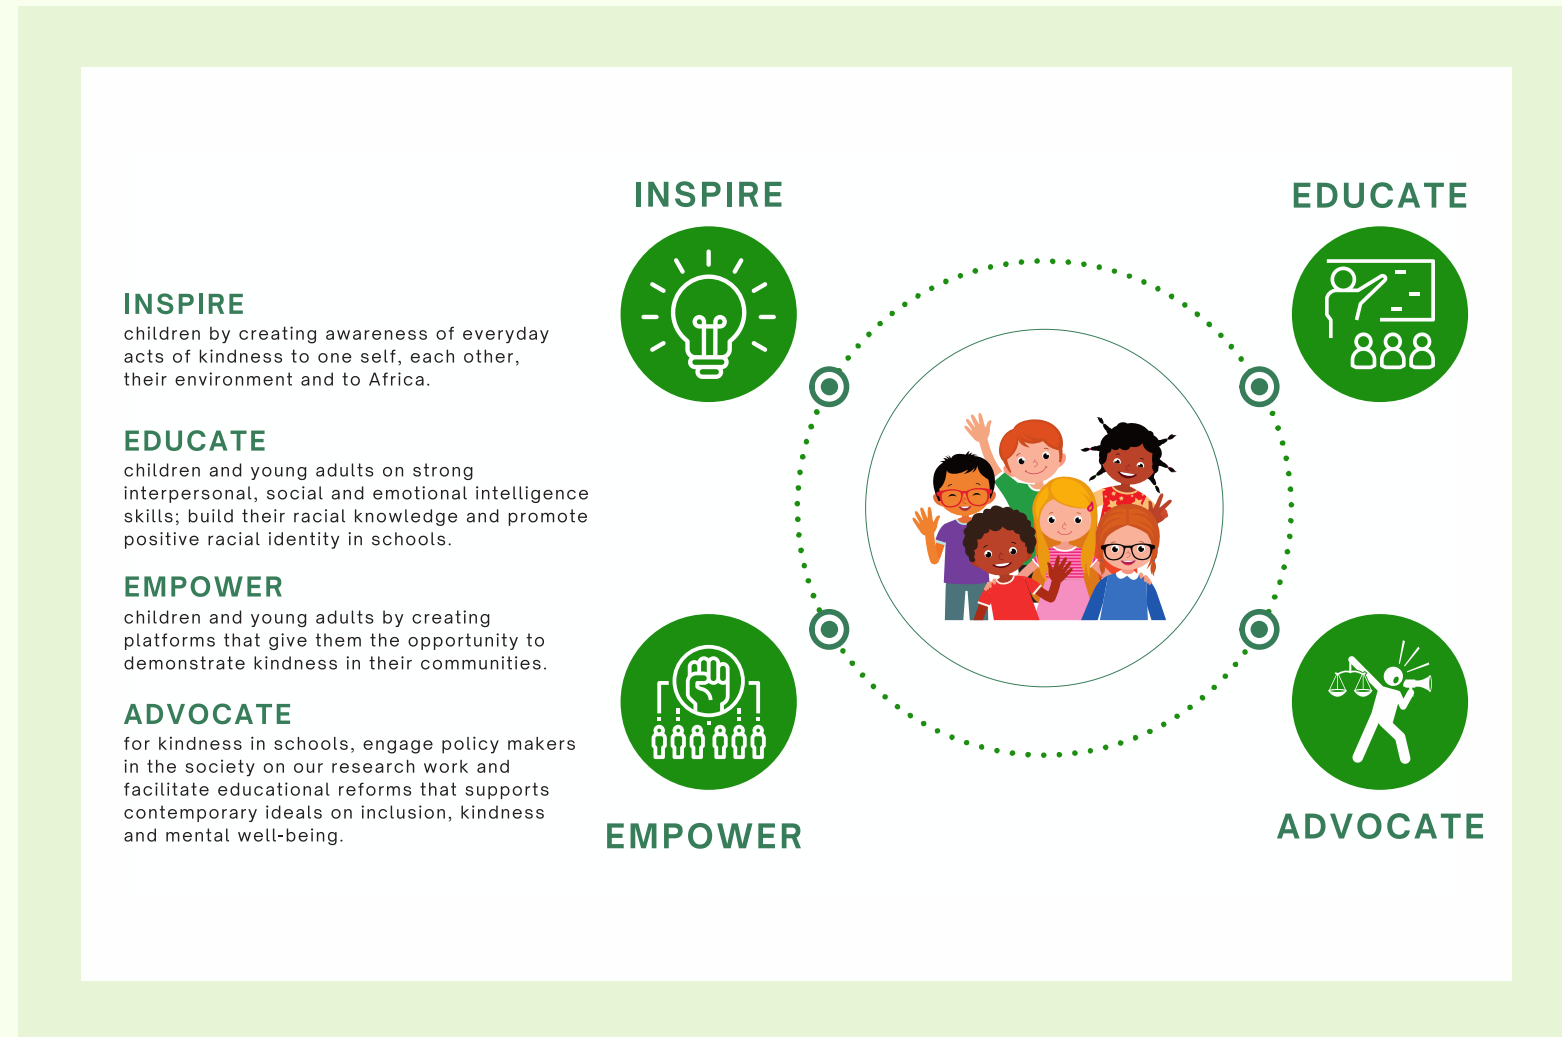 INSPIRE
children by creating awareness of everyday
acts of kindness to one self, each other,
their environment and to Africa.
EDUCATE
children and young adults on strong
interpersonal, social and emotional intelligence
skills; build their racial knowledge and promote
positive racial identity in schools.
EMPOWER
children and young adults by creating
platforms that give them the opportunity to
demonstrate kindness in their communities.
ADVOCATE
for kindness in schools, engage policy makers
in the society on our research work and
facilitate educational reforms that supports
contemporary ideals on inclusion, kindness
and mental well-being.
INSPIRE
EDUCATE
EMPOWER
ADVOCATE